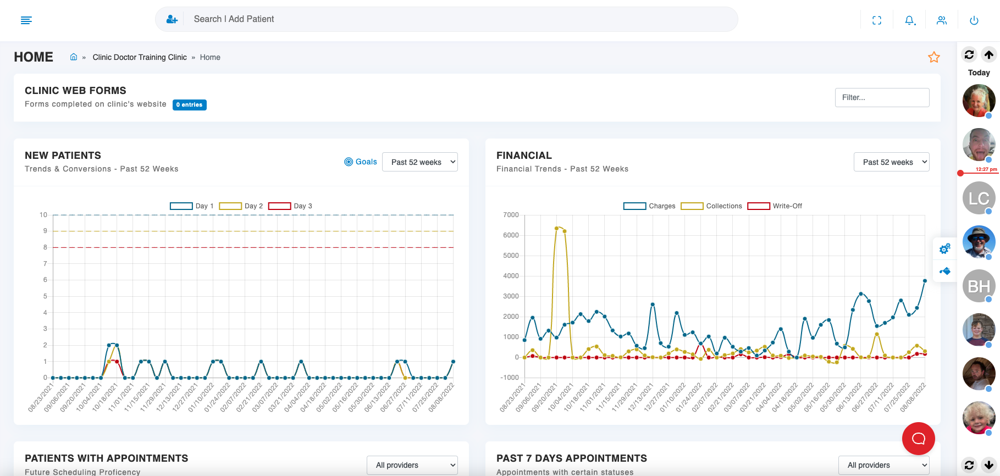 Search | Add Patient
HOME » Clinic Doctor Training Clinic » Home
Today
CLINIC WEB FORMS
Forms completed on clinic's website 0 entries
Filter...
NEW PATIENTS
Trends & Conversions - Past 52 Weeks
Goals Past 52 weeks
Day 1 Day 2 Day 3
10
9
8
7
6
5
4
3
2
1
0
08/23/2021 09/06/2021 09/20/2021 10/04/2021 10/18/2021 11/01/2021 11/15/2021 11/29/2021 12/13/2021 12/27/2021 01/10/2022 01/24/2022 02/07/2022 02/21/2022 03/07/2022 03/21/2022 04/04/2022 04/18/2022 05/02/2022 05/16/2022 05/30/2022 06/13/2022 06/27/2022 07/11/2022 07/25/2022 08/08/2022
FINANCIAL
Financial Trends - Past 52 Weeks
Past 52 weeks
Charges Collections Write-Off
7000
6000
5000
4000
3000
2000
1000
0
-1000
08/23/2021 09/06/2021 09/20/2021 10/04/2021 10/18/2021 11/01/2021 11/15/2021 11/29/2021 12/13/2021 12/27/2021 01/10/2022 01/24/2022 02/07/2022 02/21/2022 03/07/2022 03/21/2022 04/04/2022 04/18/2022 05/02/2022 05/16/2022 05/30/2022 06/13/2022 06/27/2022 07/11/2022 07/25/2022 08/08/2022
12:27 pm
LC
BH
PATIENTS WITH APPOINTMENTS
Future Scheduling Proficency
All providers
PAST 7 DAYS APPOINTMENTS
Appointments with certain statuses
All providers